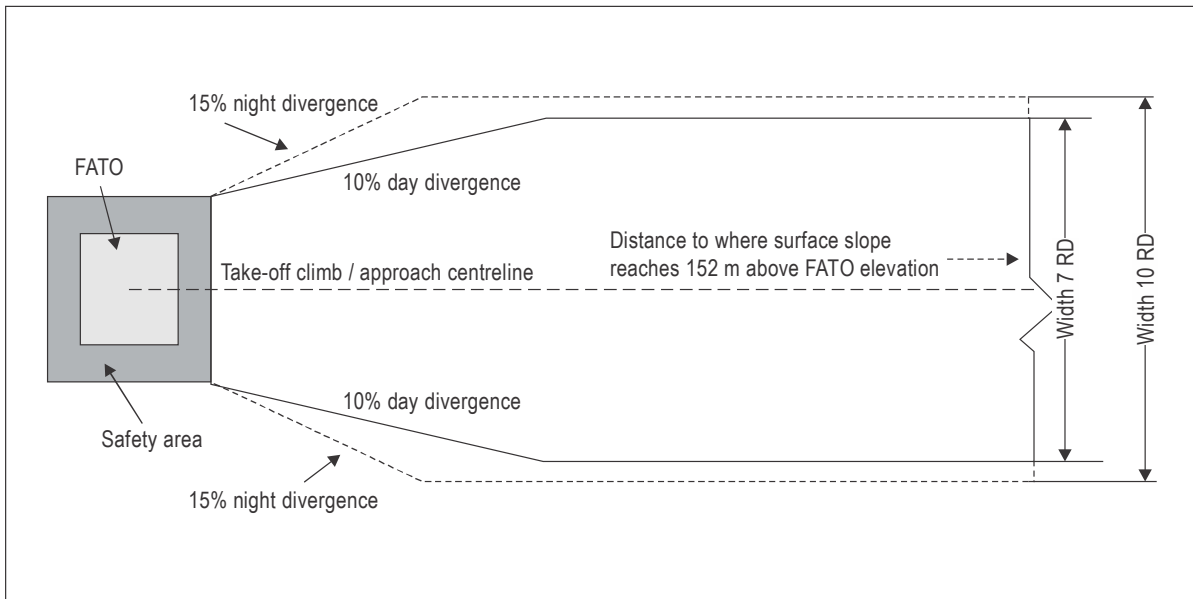 15% night divergence
FATO
10% day divergence
Distance to where surface slope
reaches 152 m above FATO elevation
Take-off climb / approach centreline
Width 7 RD
Width 10 RD
10% day divergence
Safety area
15% night divergence